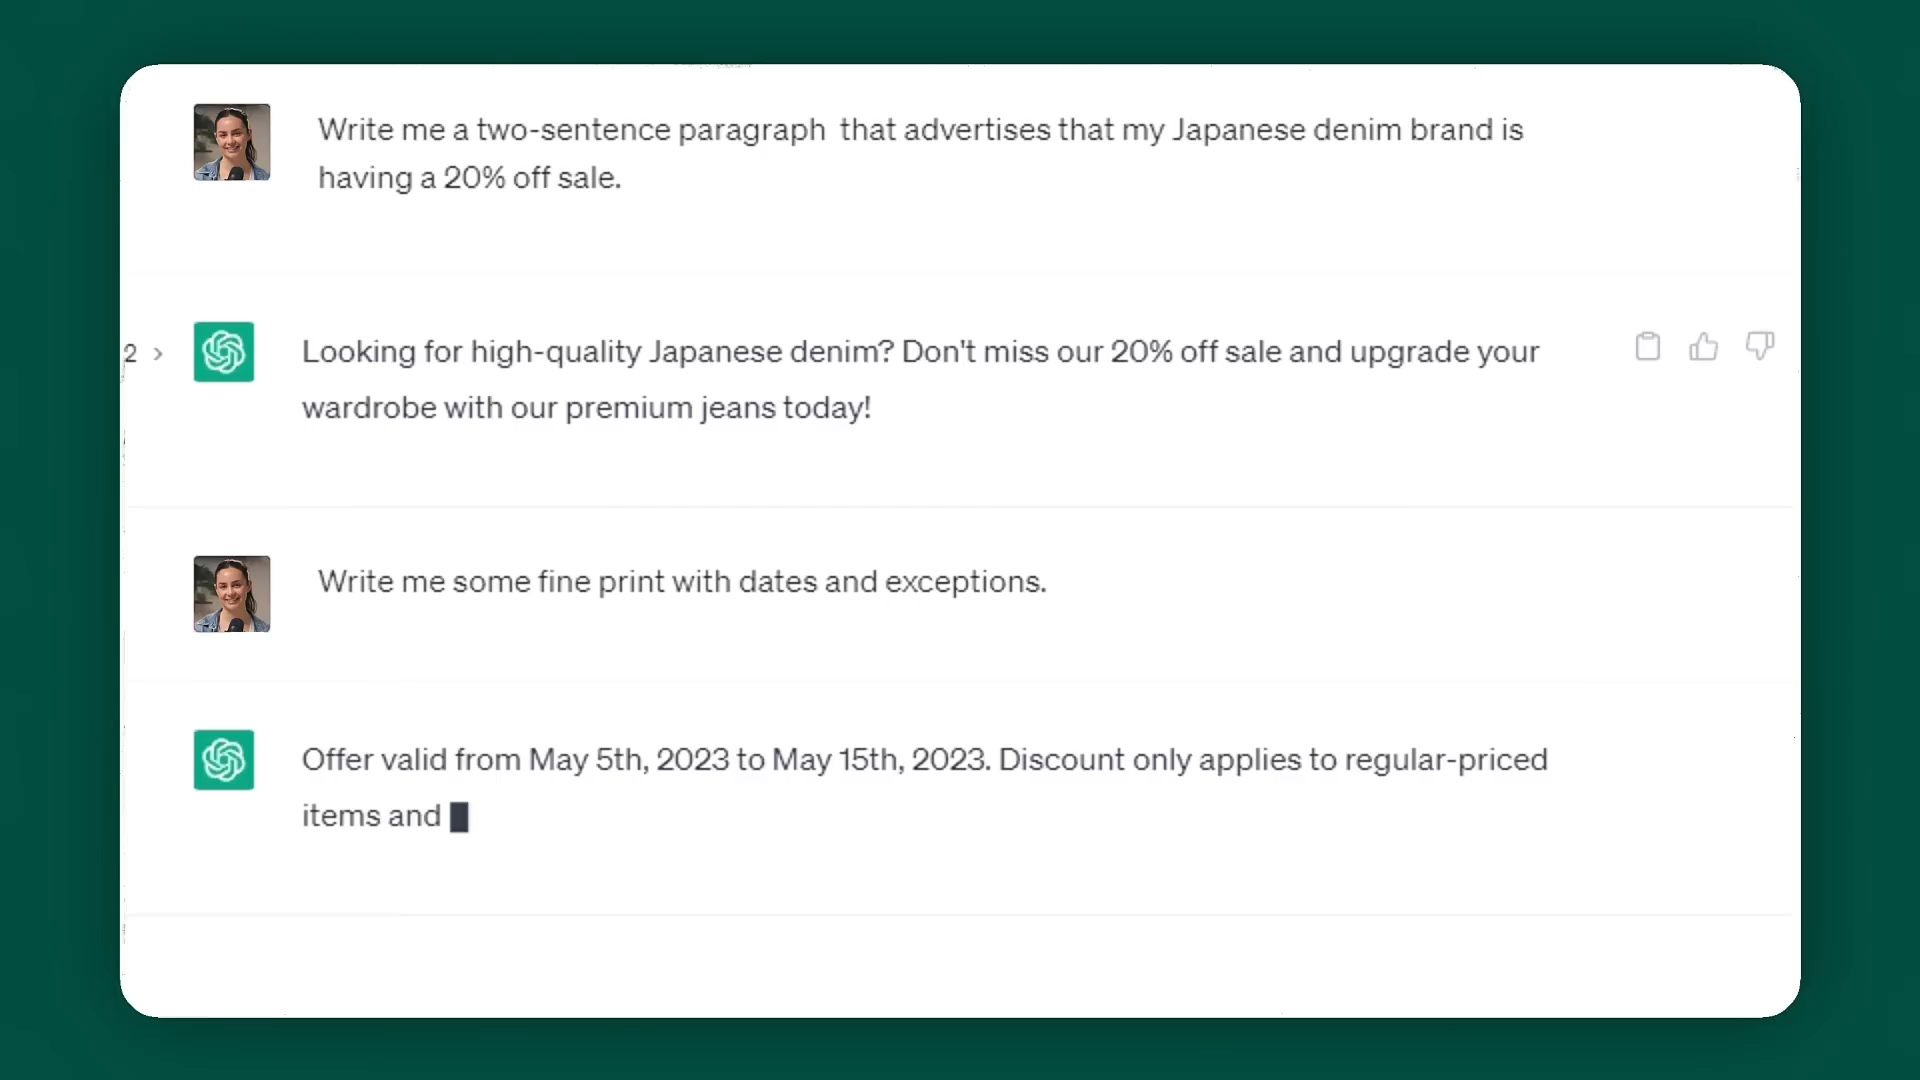 Write me a two-sentence paragraph that advertises that my Japanese denim brand is
having a 20% off sale.
2 >
Looking for high-quality Japanese denim? Don't miss our 20% off sale and upgrade your
wardrobe with our premium jeans today!
Write me some fine print with dates and exceptions.
Offer valid from May 5th, 2023 to May 15th, 2023. Discount only applies to regular-priced
items and